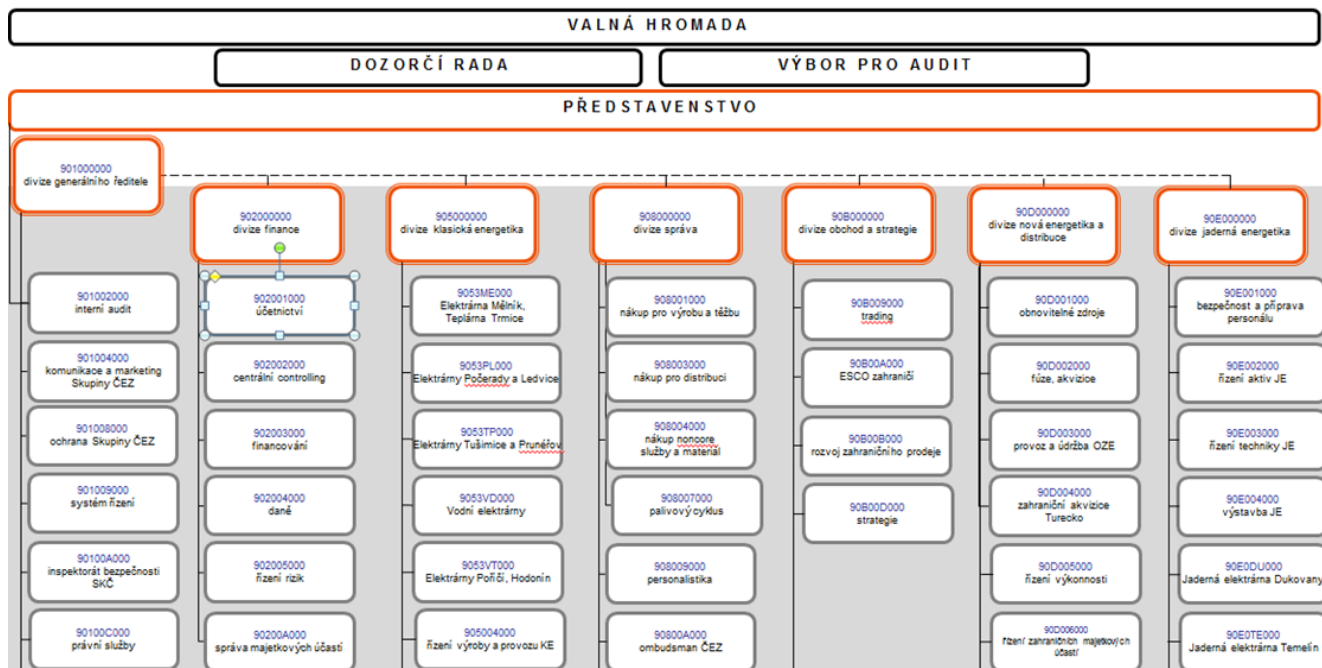 VALNÁ HROMADA
DOZORČÍ RADA
VÝBOR PRO AUDIT
PŘEDSTAVENSTVO
901000000
divize generálního ředitele
901002000
interní audit
901004000
komunikace a marketing
Skupiny ČEZ
901008000
ochrana Skupiny ČEZ
901009000
systém řízení
90100A000
inspektorát bezpečnosti
SKČ
90100C000
právní služby
902000000
divize finance
902001000
účetnictví
902002000
centrální controlling
902003000
financování
902004000
daně
902005000
řízení rizik
90200A000
správa majetkových účastí
905000000
divize klasická energetika
9053ME000
Elektrárna Mělník,
Teplárna Trmice
9053PL000
Elektrárny Počerady a Ledvice
9053TP000
Elektrárny Tušimice a Prunéřov
9053VD000
Vodní elektrárny
9053VT000
Elektrárny Poříčí, Hodonín
905004000
řízení výroby a provozu KE
908000000
divize správa
908001000
nákup pro výrobu a těžbu
908003000
nákup pro distribuci
908004000
nákup noncore
služby a materiál
908007000
palivový cyklus
908009000
personalistika
90800A000
ombudsman ČEZ
90B000000
divize obchod a strategie
90B009000
trading
90B00A000
ESCO zahraničí
90B00B000
rozvoj zahraničního prodeje
90B00D000
strategie
90D000000
divize nová energetika a
distribuce
90D001000
obnovitelné zdroje
90D002000
fúze, akvizice
90D003000
provoz a údržba OZE
90D004000
zahraniční akvizice
Turecko
90D005000
řízení výkonnosti
90D006000
řízení zahraničních majetkových
účastí
90E000000
divize jaderná energetika
90E001000
bezpečnost a příprava
personálu
90E002000
řízení aktiv JE
90E003000
řízení techniky JE
90E004000
výstavba JE
90E0DU000
Jaderná elektrárna Dukovany
90E0TE000
Jaderná elektrárna Temelín